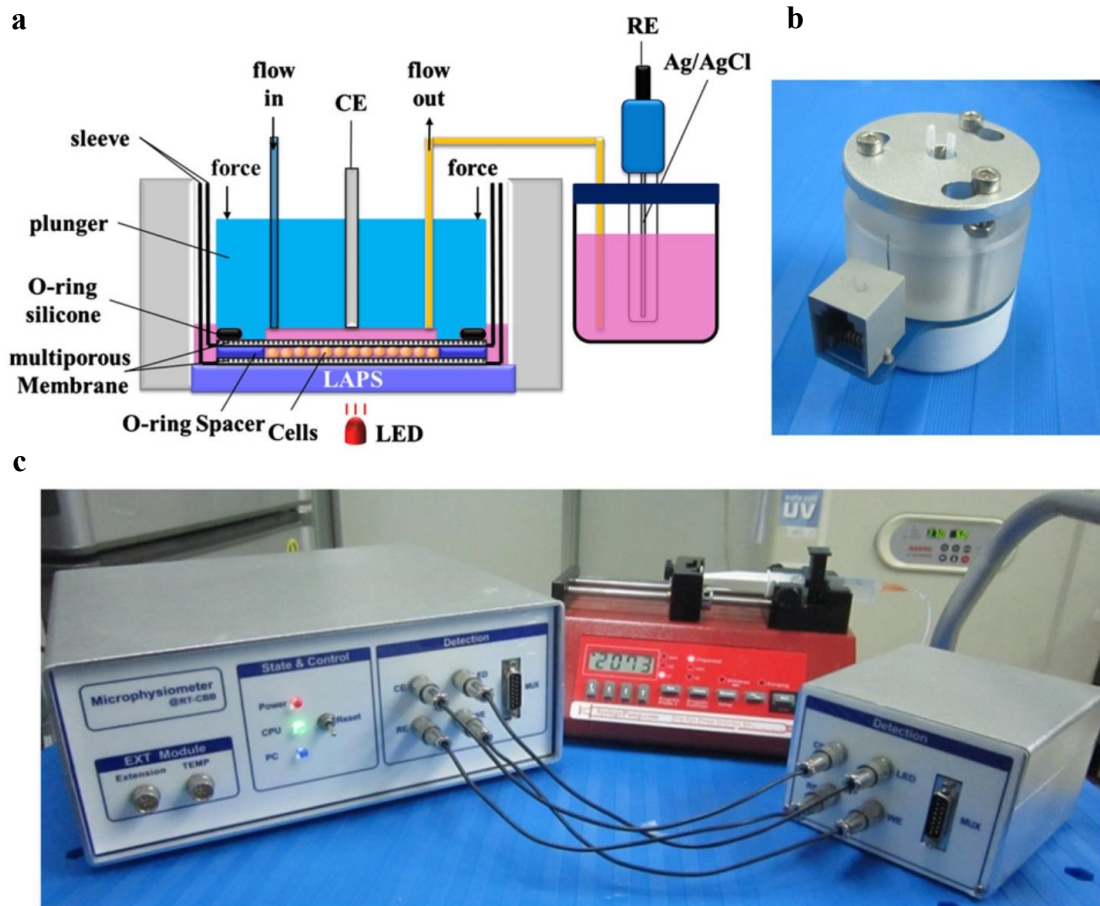 a
b
RE
Ag/AgCl
flow
in
CE
flow
out
sleeve
force
force
plunger
O-ring
silicone
multiporous
Membrane
LAPS
O-ring Spacer
Cells
LED
c
UV
Microphysiometer
@RT-CBB
State & Control
Power
CPU
PC
Reset
EXT Module
Extension
TEMP
Detection
CE
ED
RE
MUX
2073
Detection
LED
WE
MUX